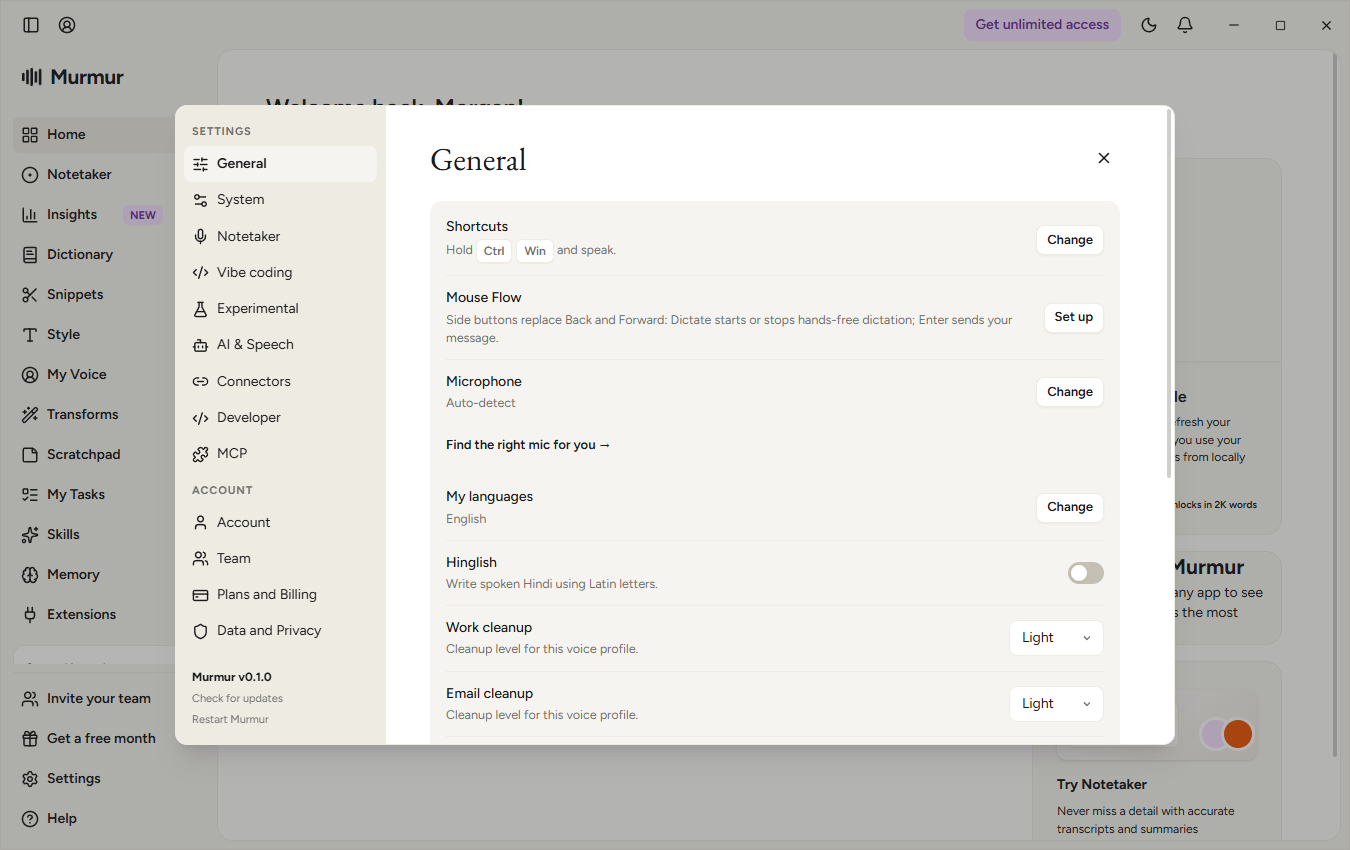 Get unlimited access
Murmur
Home
Notetaker
Insights NEW
Dictionary
Snippets
Style
My Voice
Transforms
Scratchpad
My Tasks
Skills
Memory
Extensions
Invite your team
Get a free month
Settings
Help
Welcome back, Morgan!
SETTINGS
General
System
Notetaker
Vibe coding
Experimental
AI & Speech
Connectors
Developer
MCP
ACCOUNT
Account
Team
Plans and Billing
Data and Privacy
Murmur v0.1.0
Check for updates
Restart Murmur
General
Shortcuts
Hold Ctrl Win and speak.
Change
Mouse Flow
Side buttons replace Back and Forward: Dictate starts or stops hands-free dictation; Enter sends your
message.
Set up
Microphone
Auto-detect
Change
Find the right mic for you →
My languages
English
Change
Hinglish
Write spoken Hindi using Latin letters.
Work cleanup
Cleanup level for this voice profile.
Light
Email cleanup
Cleanup level for this voice profile.
Light
efresh your
you use your
s from locally
nlocks in 2K words
Murmur
any app to see
s the most
Try Notetaker
Never miss a detail with accurate
transcripts and summaries